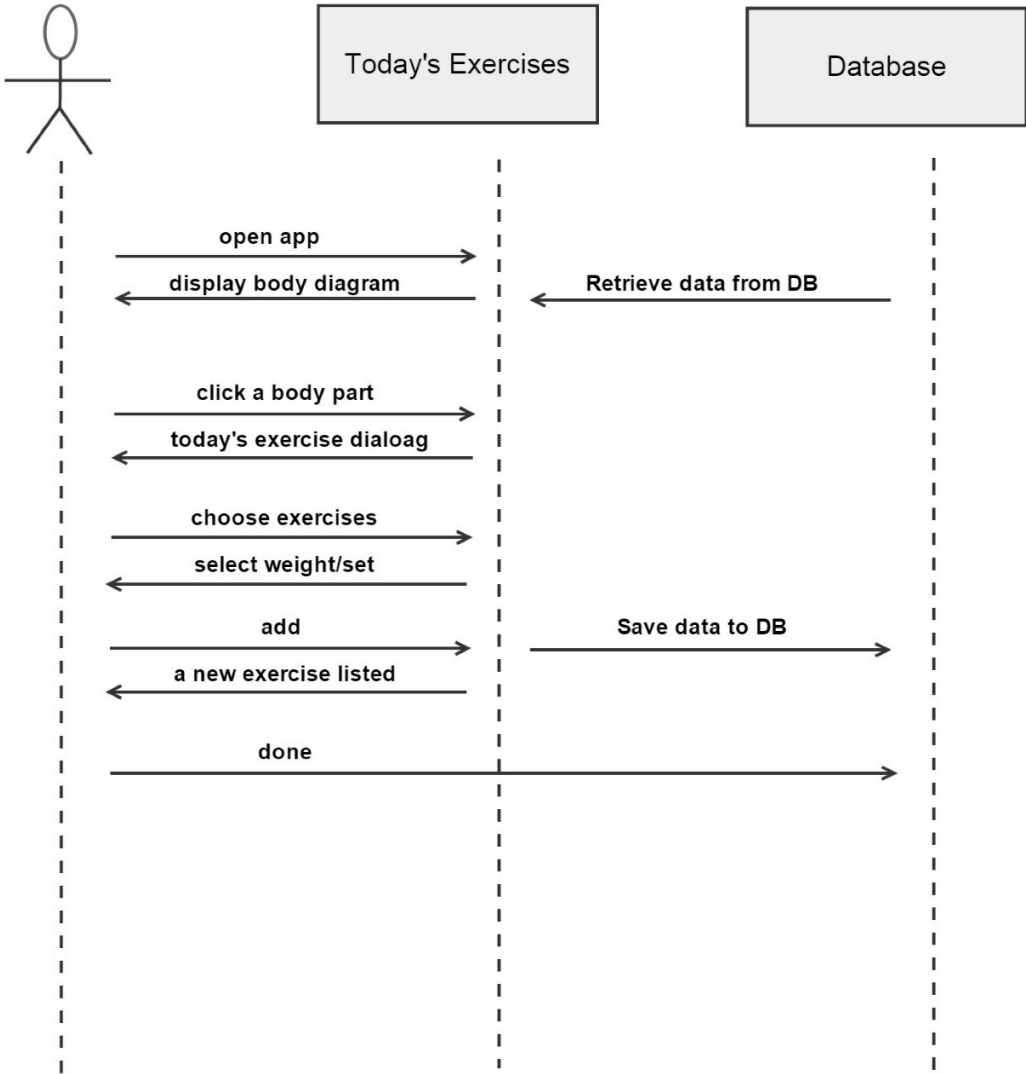 Today's Exercises
Database
open app
display body diagram
Retrieve data from DB
click a body part
today's exercise dialoag
choose exercises
select weight/set
add
Save data to DB
a new exercise listed
done